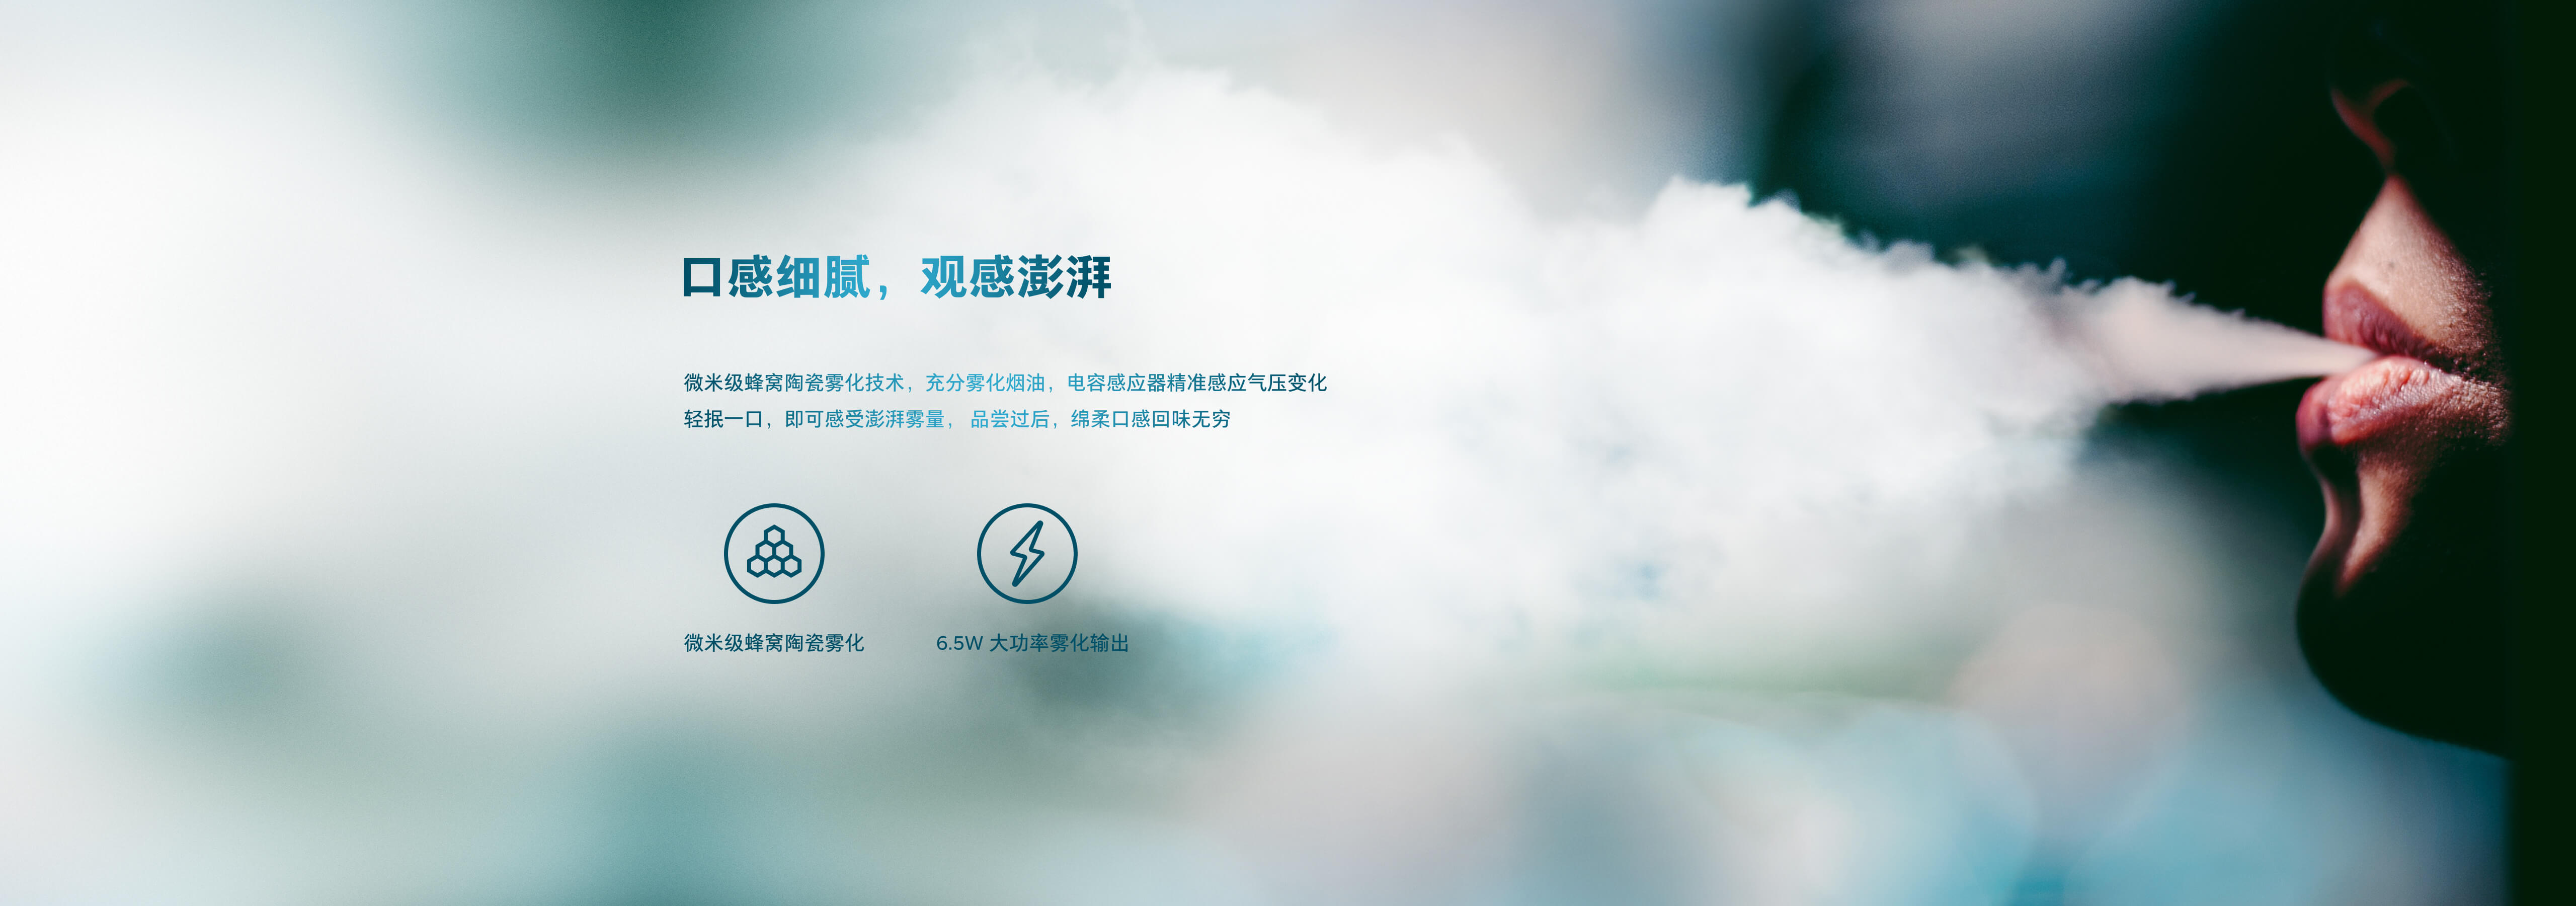 口感细腻，观感澎湃
微米级蜂窝陶瓷雾化技术，充分雾化烟油，电容感应器精准感应气压变化
轻抿一口，即可感受澎湃雾量， 品尝过后，绵柔口感回味无穷
微米级蜂窝陶瓷雾化
6.5W 大功率雾化输出